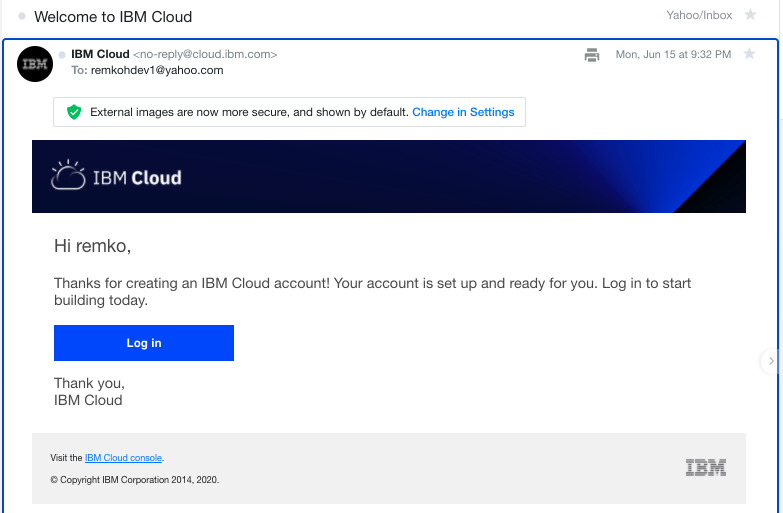 Welcome to IBM Cloud
Yahoo/Inbox
IBM
IBM Cloud <no-reply@cloud.ibm.com>
Mon, Jun 15 at 9:32 PM
To: remkohdev1@yahoo.com
External images are now more secure, and shown by default. Change in Settings
IBM Cloud
Hi remko,
Thanks for creating an IBM Cloud account! Your account is set up and ready for you. Log in to start
building today.
Log in
Thank you,
IBM Cloud
Visit the IBM Cloud console.
IBM
© Copyright IBM Corporation 2014, 2020.